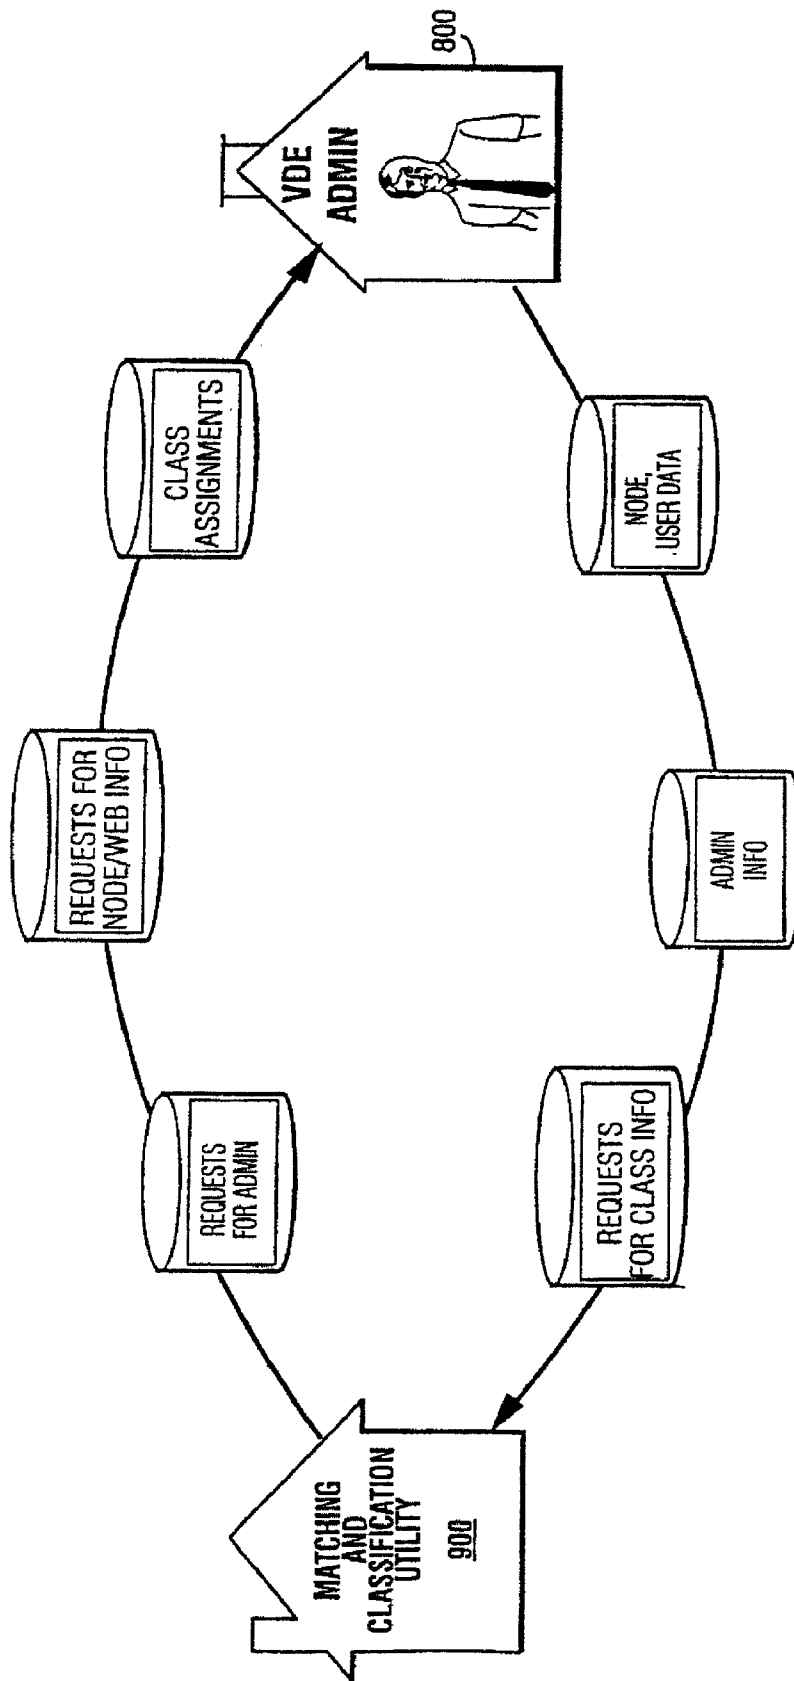 REQUESTS FOR
NODE/WEB INFO
CLASS
ASSIGNMENTS
REQUESTS
FOR ADMIN
VDE
ADMIN
800
MATCHING
AND
CLASSIFICATION
UTILITY
900
REQUESTS
FOR CLASS INFO
ADMIN
INFO
NODE,
USER DATA